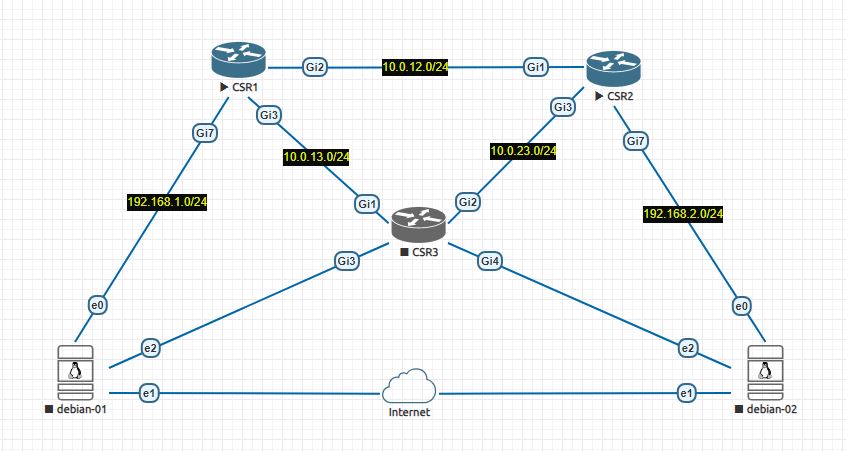 CSR1
Gi2
10.0.12.0/24
Gi1
CSR2
Gi3
Gi3
Gi7
Gi7
10.0.13.0/24
10.0.23.0/24
192.168.1.0/24
Gi1
Gi2
192.168.2.0/24
CSR3
Gi3
Gi4
e0
e0
e2
e2
e1
e1
debian-01
Internet
debian-02